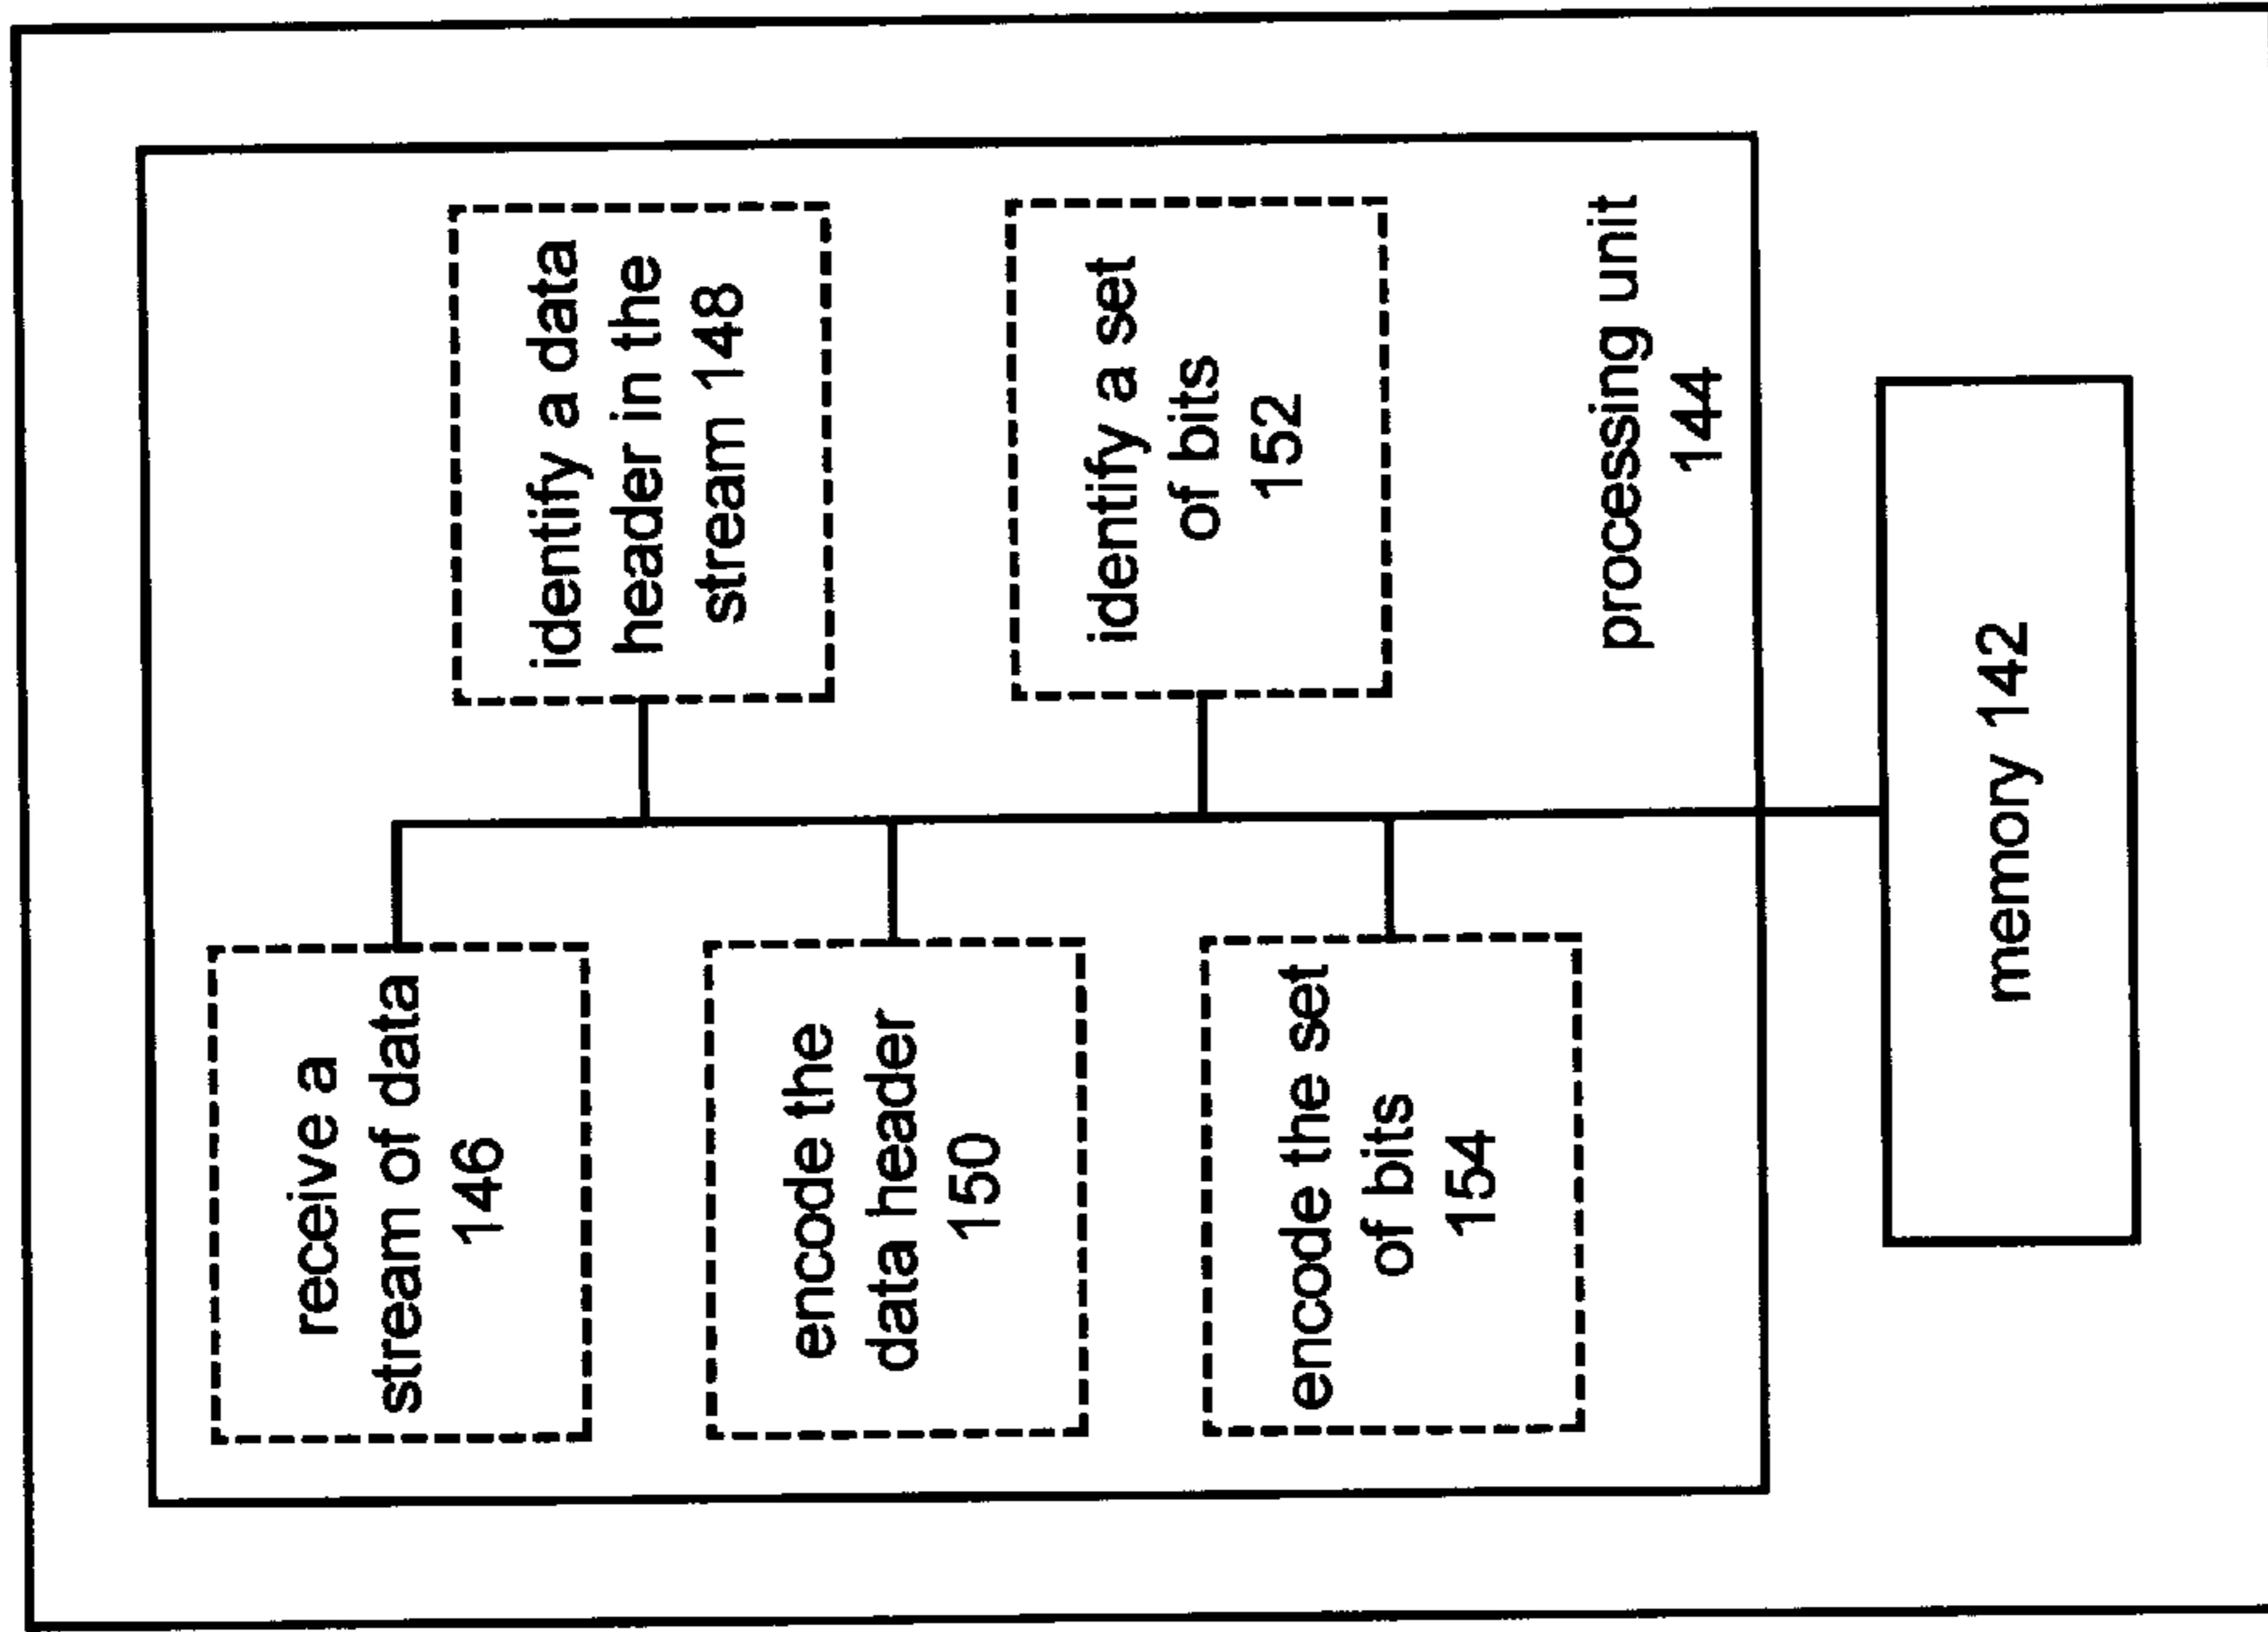 receive a
stream of data
146
identify a data
header in the
stream 148
encode the
data header
150
identify a set
of bits
152
encode the set
of bits
154
processing unit
144
memory 142